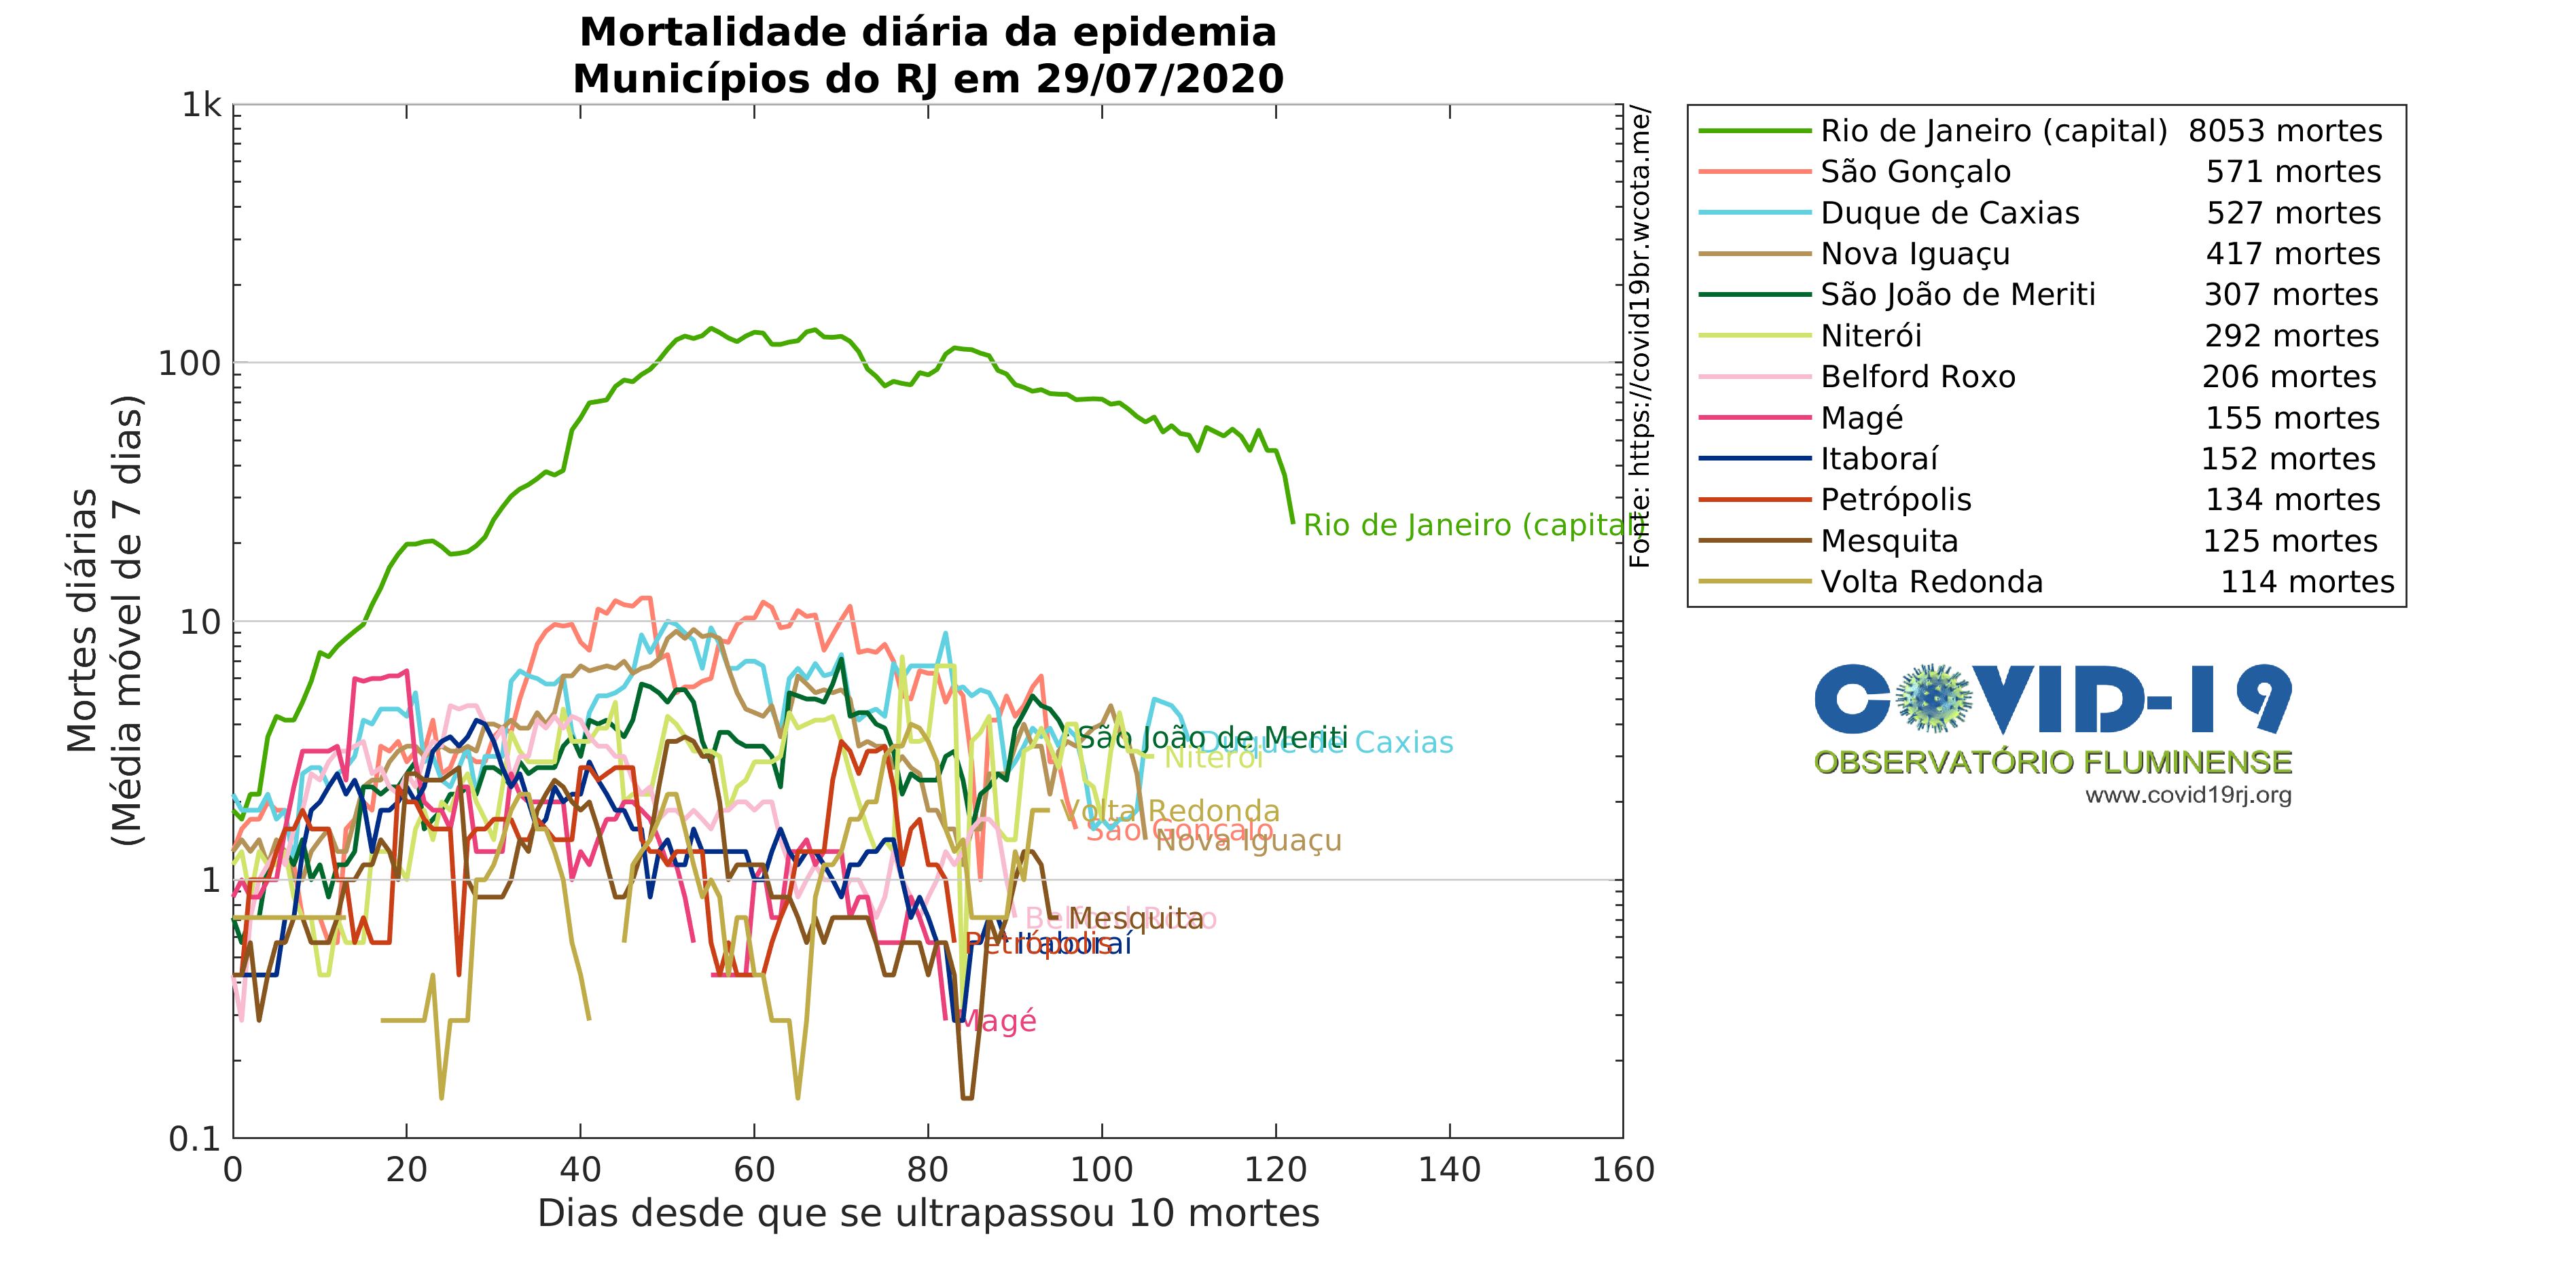 Mortalidade diária da epidemia
Municípios do RJ em 29/07/2020
Mortes diárias
(Média móvel de 7 dias)
1k
100
10
1
0.1
0
20
40
60
80
100
120
140
160
Dias desde que se ultrapassou 10 mortes
Rio de Janeiro (capital)
São João de Meriti
Duque de Caxias
Niterói
Volta Redonda
São Gonçalo
Nova Iguaçu
Belford Roxo
Mesquita
Petrópolis
Itaboraí
Magé
Fonte: https://covid19br.wcota.me/
Rio de Janeiro (capital) 8053 mortes
São Gonçalo 571 mortes
Duque de Caxias 527 mortes
Nova Iguaçu 417 mortes
São João de Meriti 307 mortes
Niterói 292 mortes
Belford Roxo 206 mortes
Magé 155 mortes
Itaboraí 152 mortes
Petrópolis 134 mortes
Mesquita 125 mortes
Volta Redonda 114 mortes
COVID-19
OBSERVATÓRIO FLUMINENSE
www.covid19rj.org